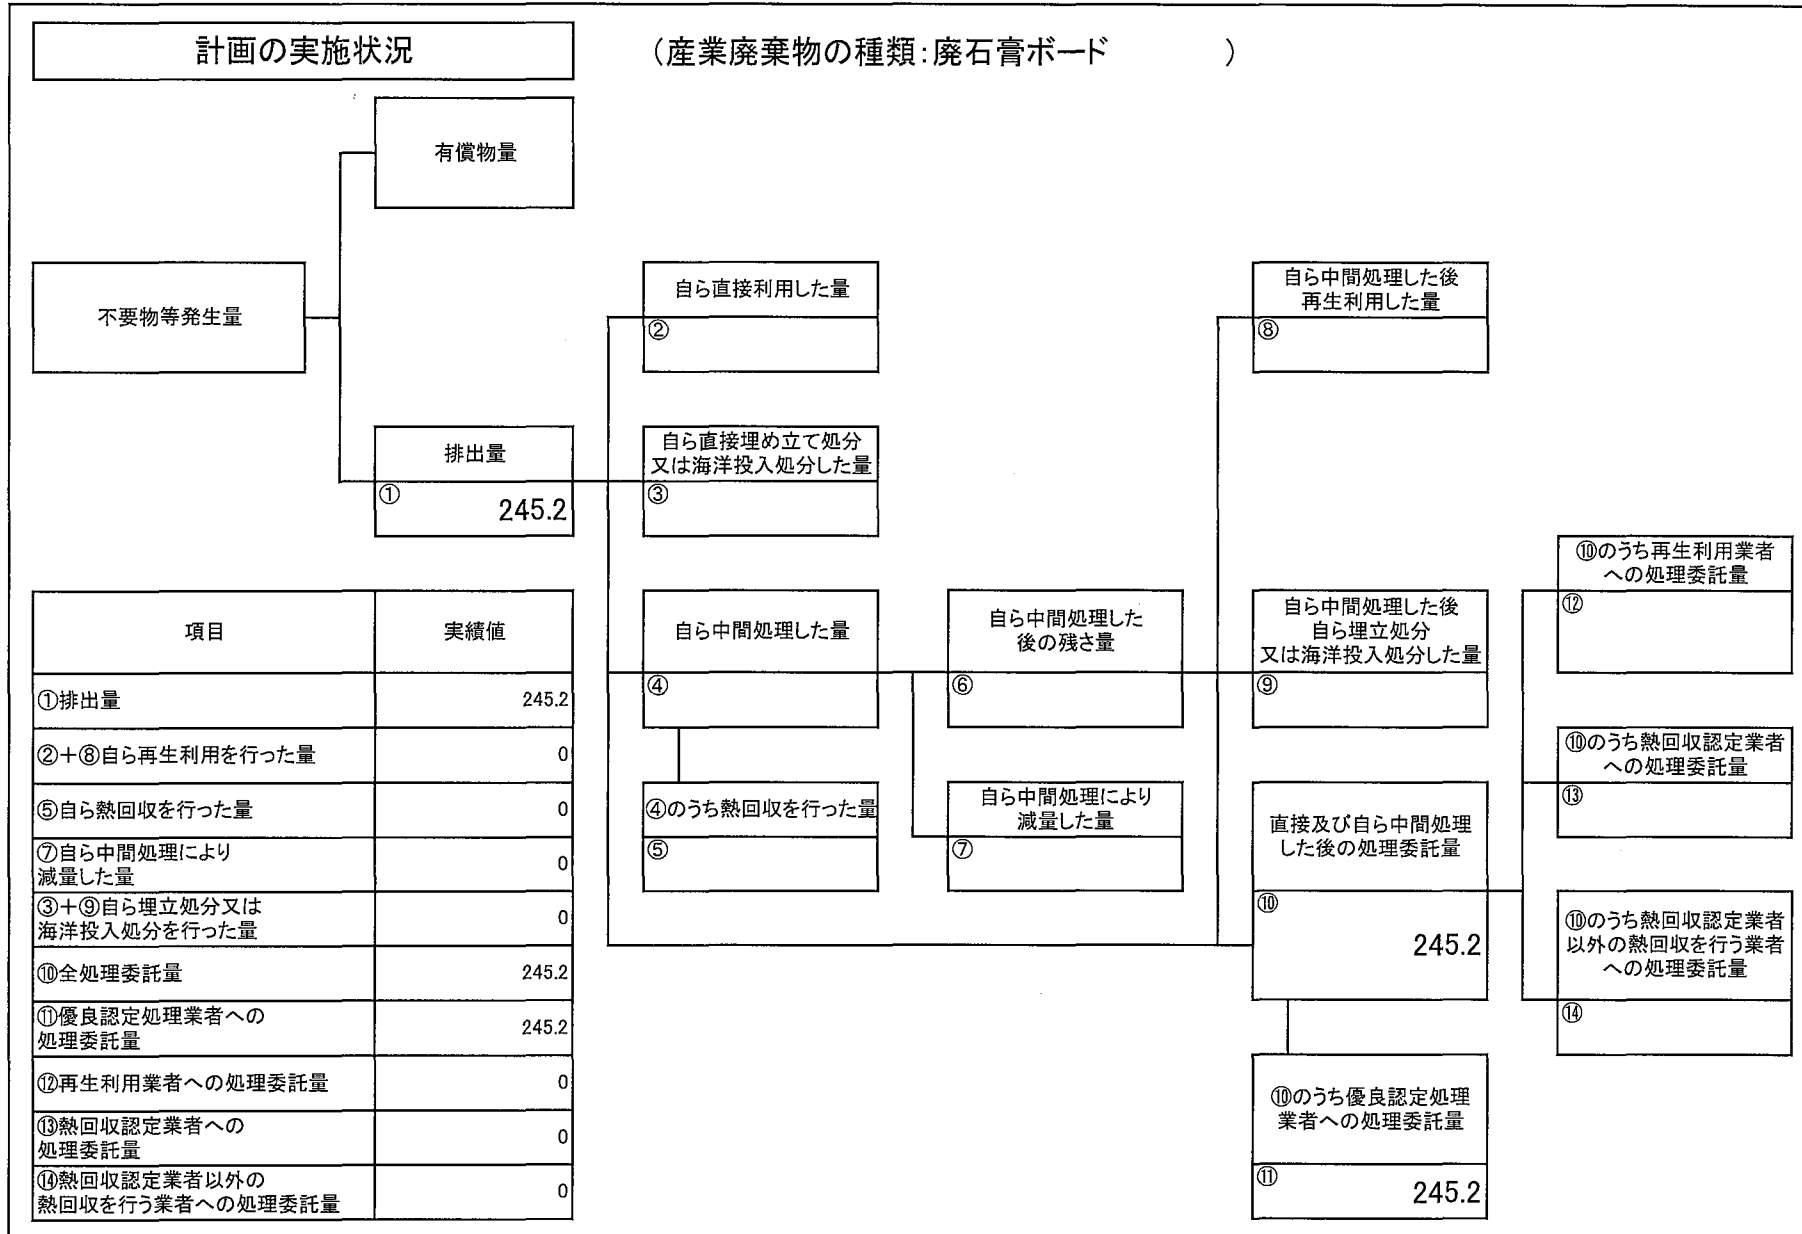 計画の実施状況
（産業廃棄物の種類：廃石膏ボード　　　　）
有償物量
不要物等発生量
自ら直接利用した量
②
自ら中間処理した後
再生利用した量
⑧
排出量
①
245.2
自ら直接埋め立て処分
又は海洋投入処分した量
③
⑩のうち再生利用業者
への処理委託量
⑫
自ら中間処理した量
④
自ら中間処理した
後の残さ量
⑥
自ら中間処理した後
自ら埋立処分
又は海洋投入処分した量
⑨
⑩のうち熱回収認定業者
への処理委託量
⑬
④のうち熱回収を行った量
⑤
自ら中間処理により
減量した量
⑦
直接及び自ら中間処理
した後の処理委託量
⑩
245.2
⑩のうち熱回収認定業者
以外の熱回収を行う業者
への処理委託量
⑭
⑩のうち優良認定処理
業者への処理委託量
⑪
245.2
項目 実績値
①排出量 245.2
②＋⑧自ら再生利用を行った量 0
⑤自ら熱回収を行った量 0
⑦自ら中間処理により
減量した量 0
③＋⑨自ら埋立処分又は
海洋投入処分を行った量 0
⑩全処理委託量 245.2
⑪優良認定処理業者への
処理委託量 245.2
⑫再生利用業者への処理委託量 0
⑬熱回収認定業者への
処理委託量 0
⑭熱回収認定業者以外の
熱回収を行う業者への処理委託量 0